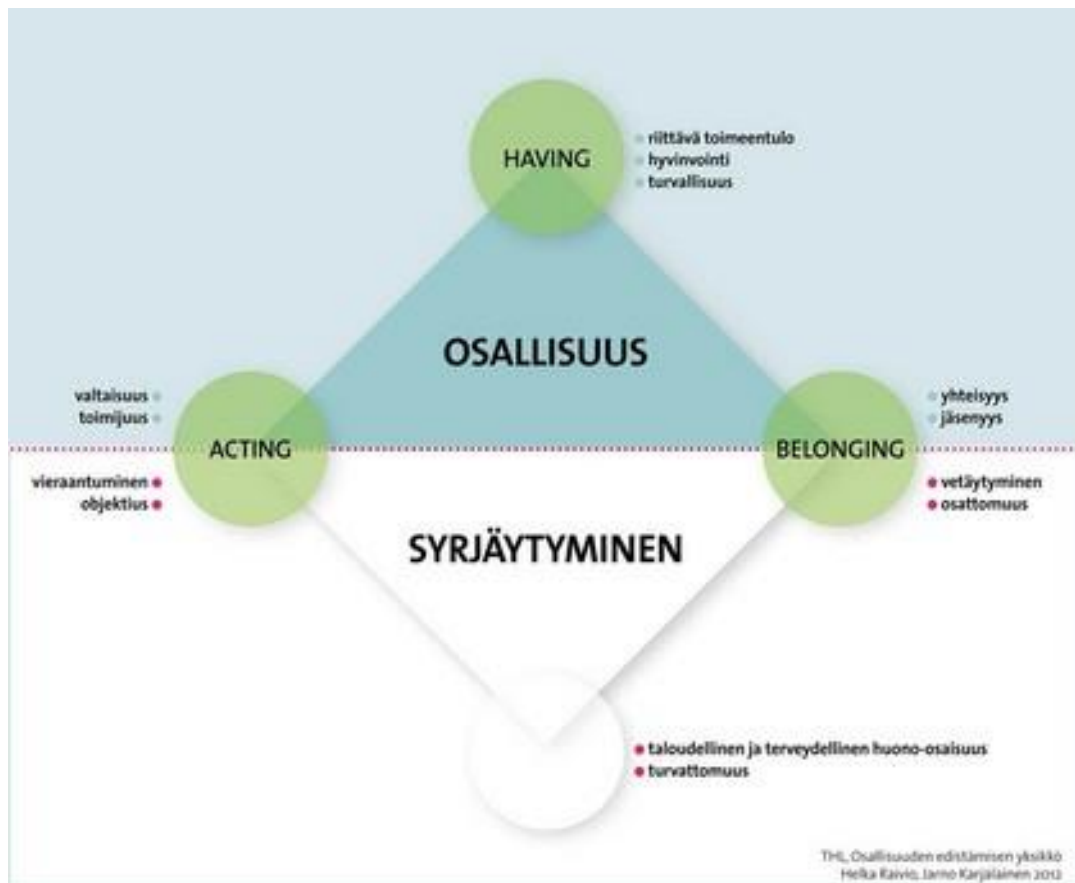 HAVING
riittävä toimeentulo
hyvinvointi
turvallisuus
OSALLISUUS
valtaisuus
toimijuus
yhteisyys
jäsenyys
ACTING
BELONGING
vieraantuminen
objektius
vetäytyminen
osattomuus
SYRJÄYTYMINEN
taloudellinen ja terveydellinen huono-osaisuus
turvattomuus
THL, Osallisuuden edistämisen yksikkö
Helka Raivio, Jarno Karjalainen 2012